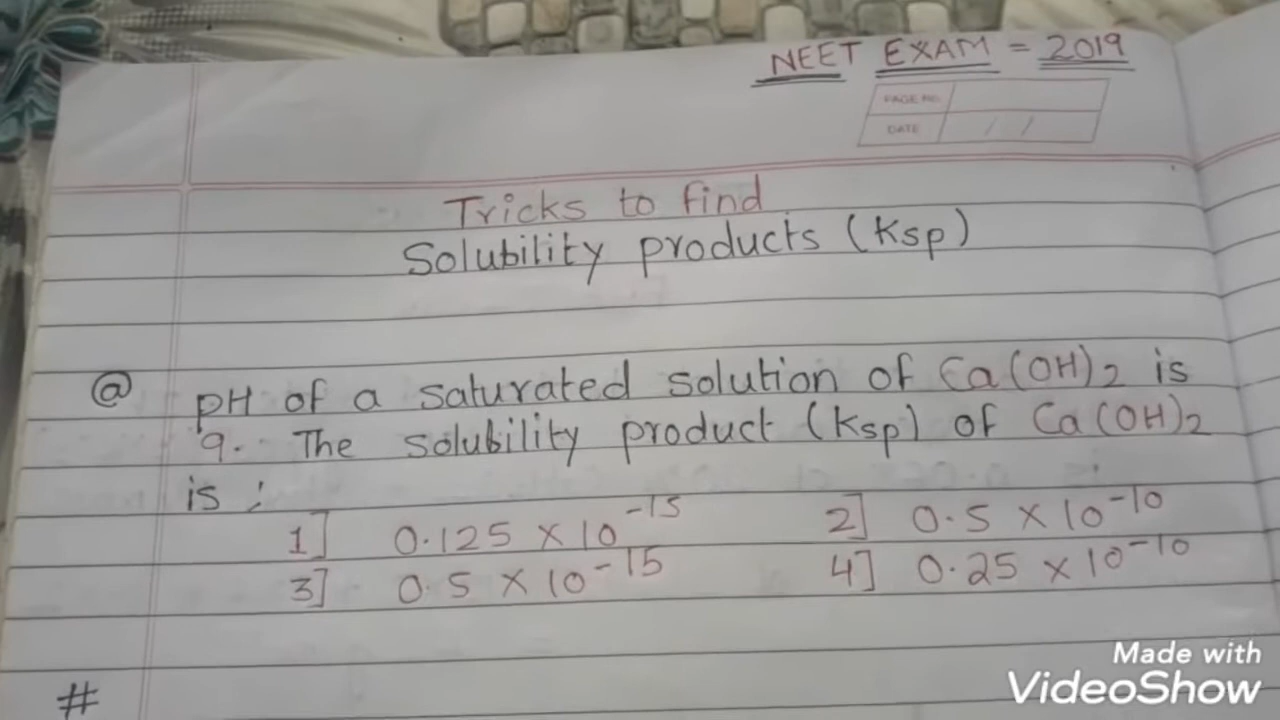 NEET EXAM = 2019
PAGE NO.
DATE / /
Tricks to find
Solubility products (Ksp)
@ pH of a saturated solution of Ca(OH)2 is
9. The solubility product (Ksp) of Ca(OH)2
is :
1] 0.125 × 10⁻¹⁵ 2] 0.5 × 10⁻¹⁰
3] 0.5 × 10⁻¹⁵ 4] 0.25 × 10⁻¹⁰
#
Made with
VideoShow